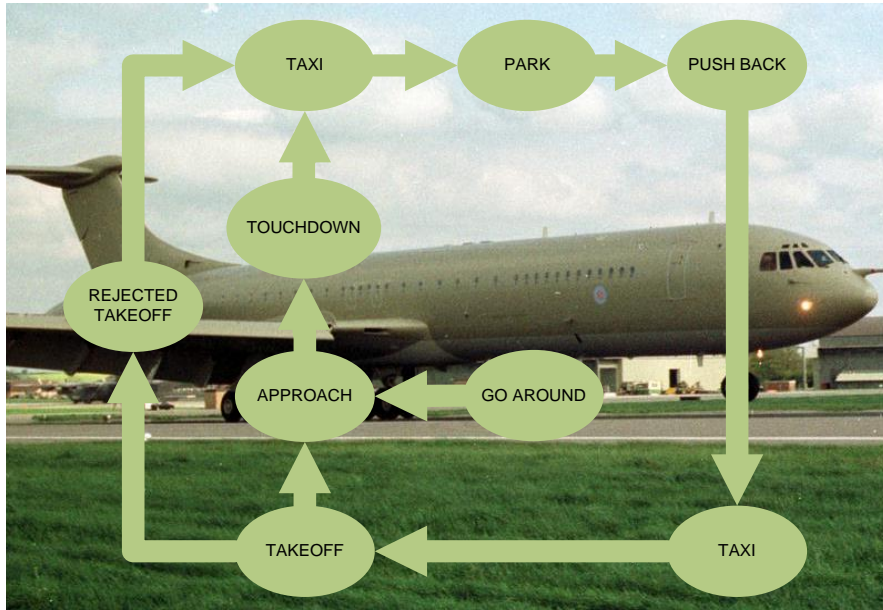 TAXI
PARK
PUSH BACK
TOUCHDOWN
REJECTED
TAKEOFF
APPROACH
GO AROUND
TAKEOFF
TAXI